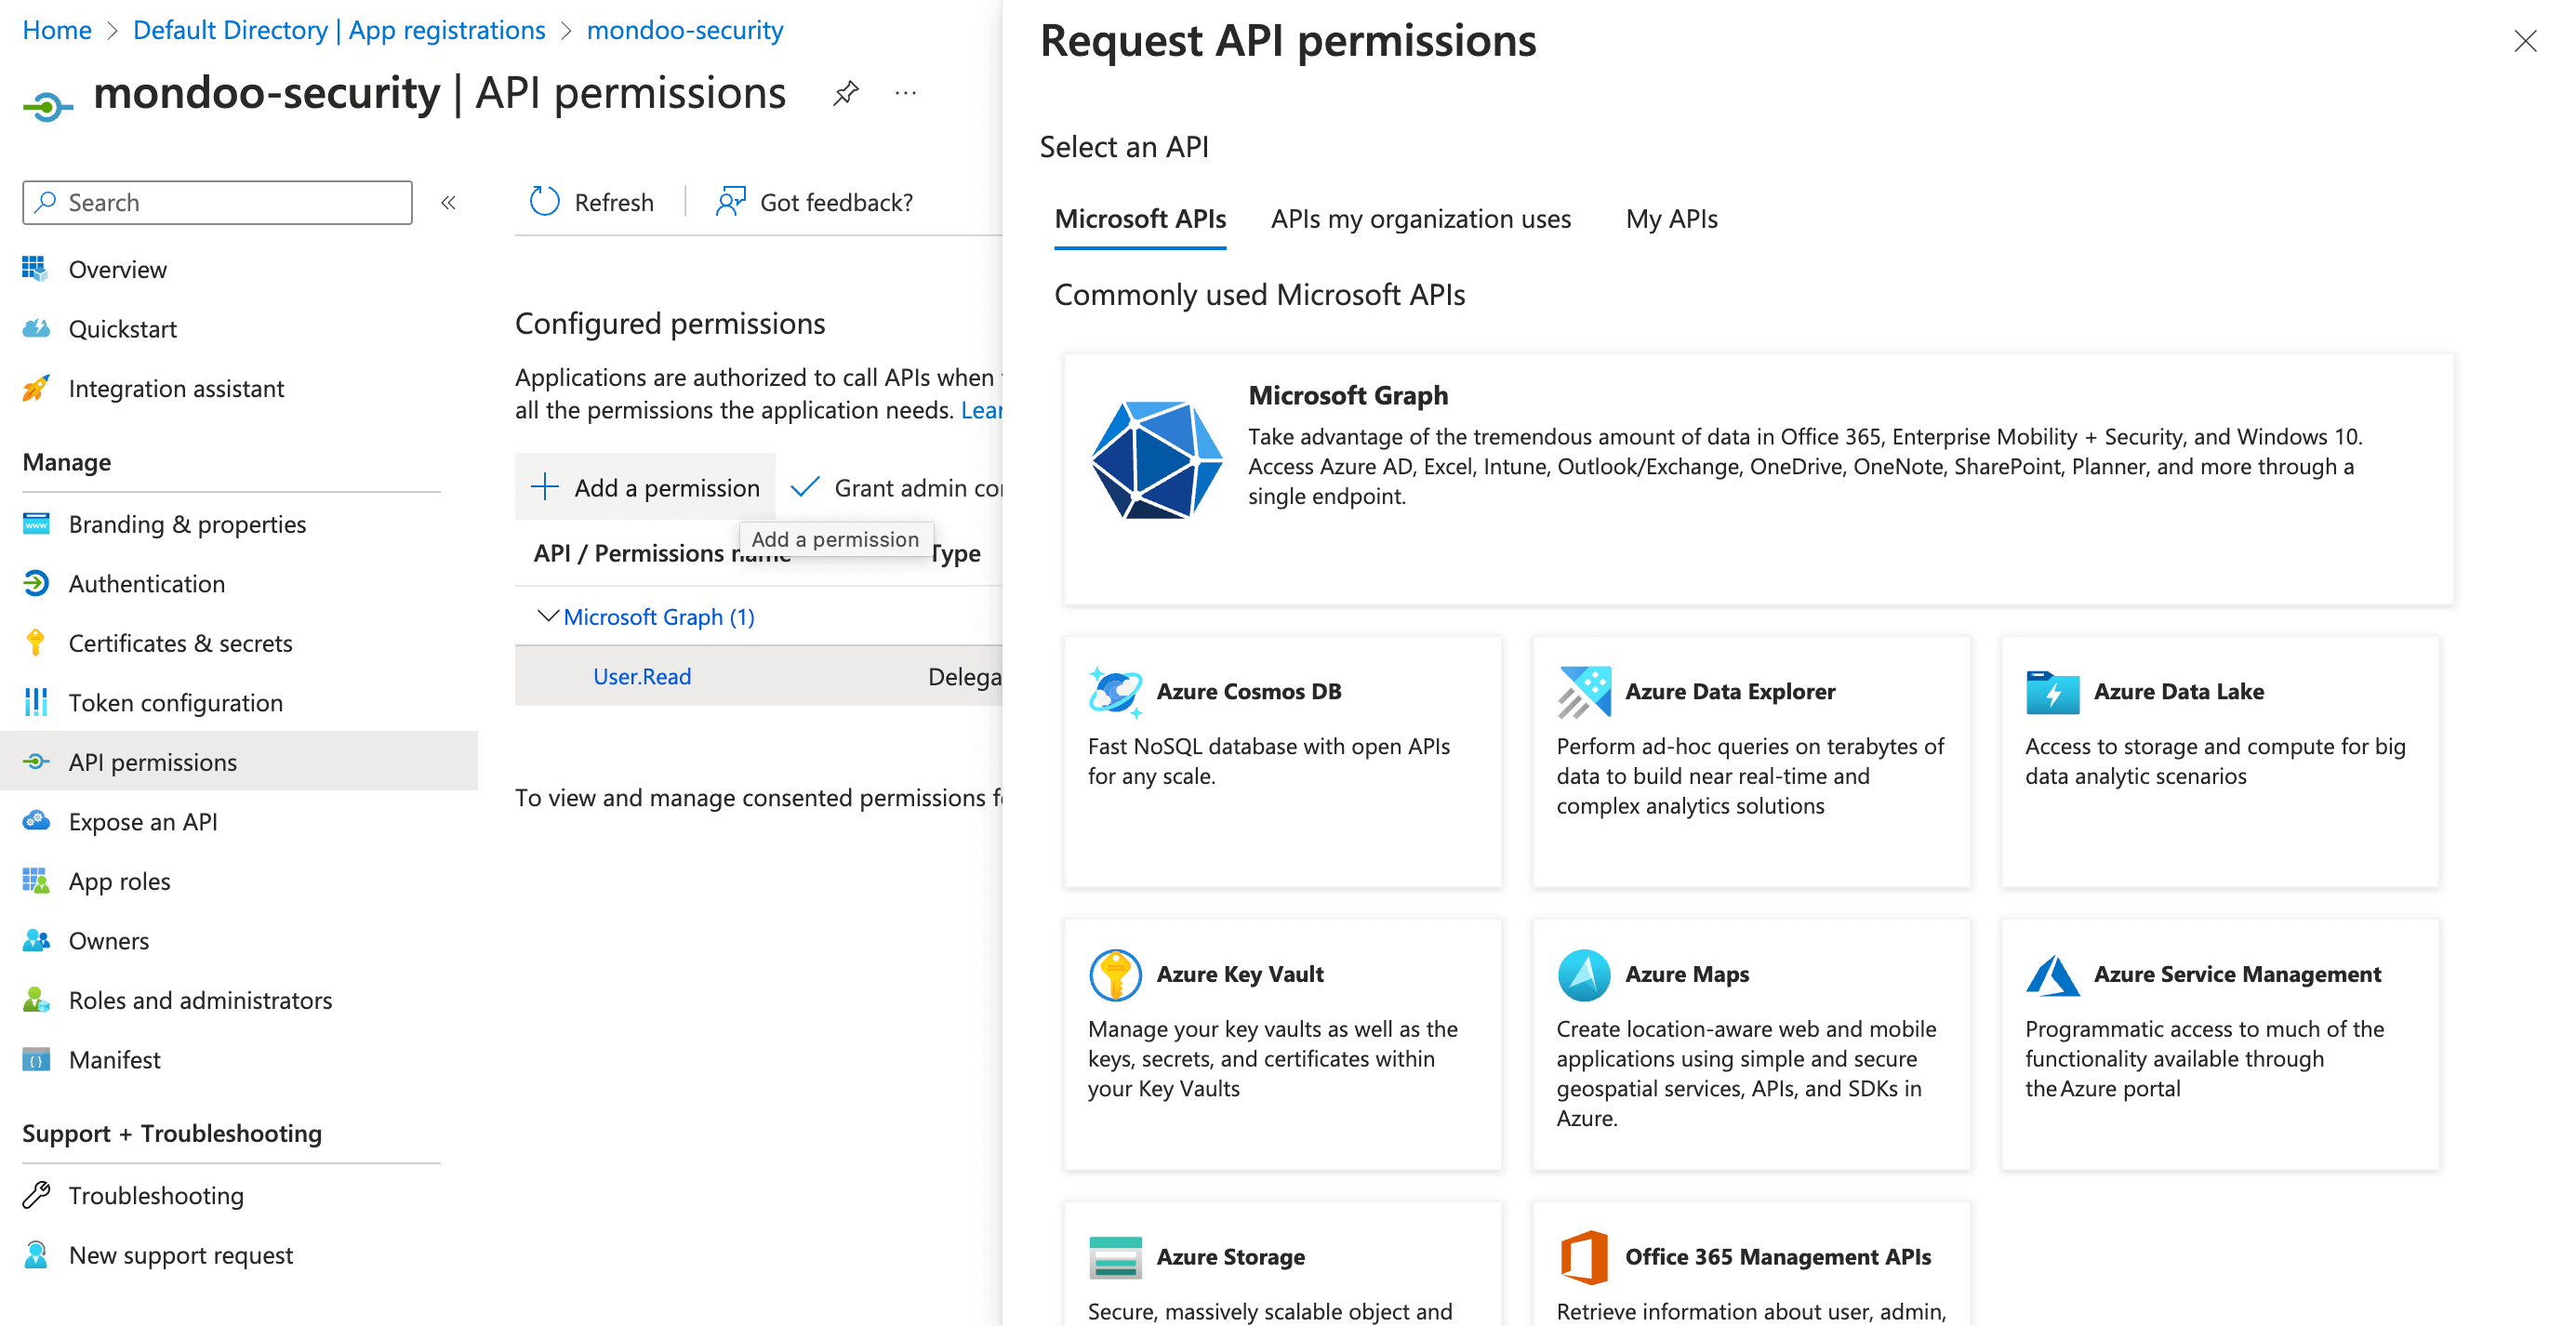 Home > Default Directory | App registrations > mondoo-security
mondoo-security | API permissions
Search
Refresh
Got feedback?
Overview
Quickstart
Integration assistant
Manage
Branding & properties
Authentication
Certificates & secrets
Token configuration
API permissions
Expose an API
App roles
Owners
Roles and administrators
Manifest
Support + Troubleshooting
Troubleshooting
New support request
Configured permissions
Applications are authorized to call APIs when
all the permissions the application needs. Lear
Add a permission
Grant admin co
Add a permission
API / Permissions name
Type
Microsoft Graph (1)
User.Read
Delega
To view and manage consented permissions f
Request API permissions
Select an API
Microsoft APIs
APIs my organization uses
My APIs
Commonly used Microsoft APIs
Microsoft Graph
Take advantage of the tremendous amount of data in Office 365, Enterprise Mobility + Security, and Windows 10.
Access Azure AD, Excel, Intune, Outlook/Exchange, OneDrive, OneNote, SharePoint, Planner, and more through a
single endpoint.
Azure Cosmos DB
Fast NoSQL database with open APIs
for any scale.
Azure Data Explorer
Perform ad-hoc queries on terabytes of
data to build near real-time and
complex analytics solutions
Azure Data Lake
Access to storage and compute for big
data analytic scenarios
Azure Key Vault
Manage your key vaults as well as the
keys, secrets, and certificates within
your Key Vaults
Azure Maps
Create location-aware web and mobile
applications using simple and secure
geospatial services, APIs, and SDKs in
Azure.
Azure Service Management
Programmatic access to much of the
functionality available through
the Azure portal
Azure Storage
Secure, massively scalable object and
Office 365 Management APIs
Retrieve information about user, admin,